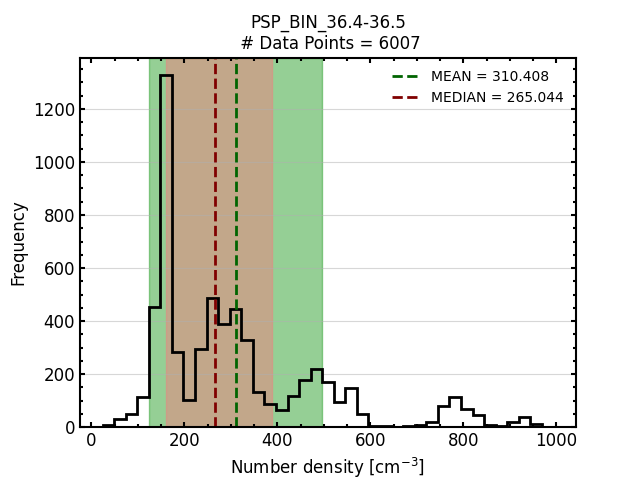 PSP_BIN_36.4-36.5
# Data Points = 6007
MEAN = 310.408
MEDIAN = 265.044
Frequency
1200
1000
800
600
400
200
0
0 200 400 600 800 1000
Number density [cm⁻³]